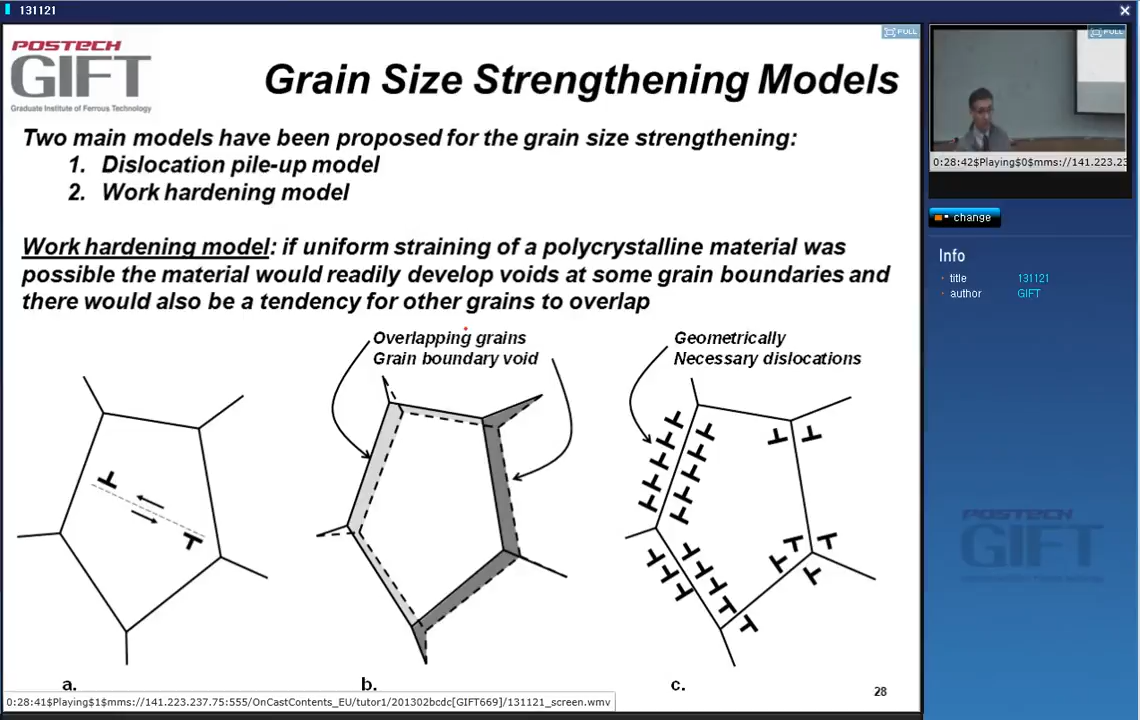 131121
FULL
FULL
POSTECH
GIFT
Graduate Institute of Ferrous Technology
Grain Size Strengthening Models
Two main models have been proposed for the grain size strengthening:
1. Dislocation pile-up model
2. Work hardening model
Work hardening model: if uniform straining of a polycrystalline material was
possible the material would readily develop voids at some grain boundaries and
there would also be a tendency for other grains to overlap
Overlapping grains
Grain boundary void
Geometrically
Necessary dislocations
a.
b.
c.
28
0:28:41$Playing$1$mms://141.223.237.75:555/OnCastContents_EU/tutor1/201302bcdc[GIFT669]/131121_screen.wmv
0:28:42$Playing$0$mms://141.223.23
change
Info
title 131121
author GIFT
POSTECH
GIFT